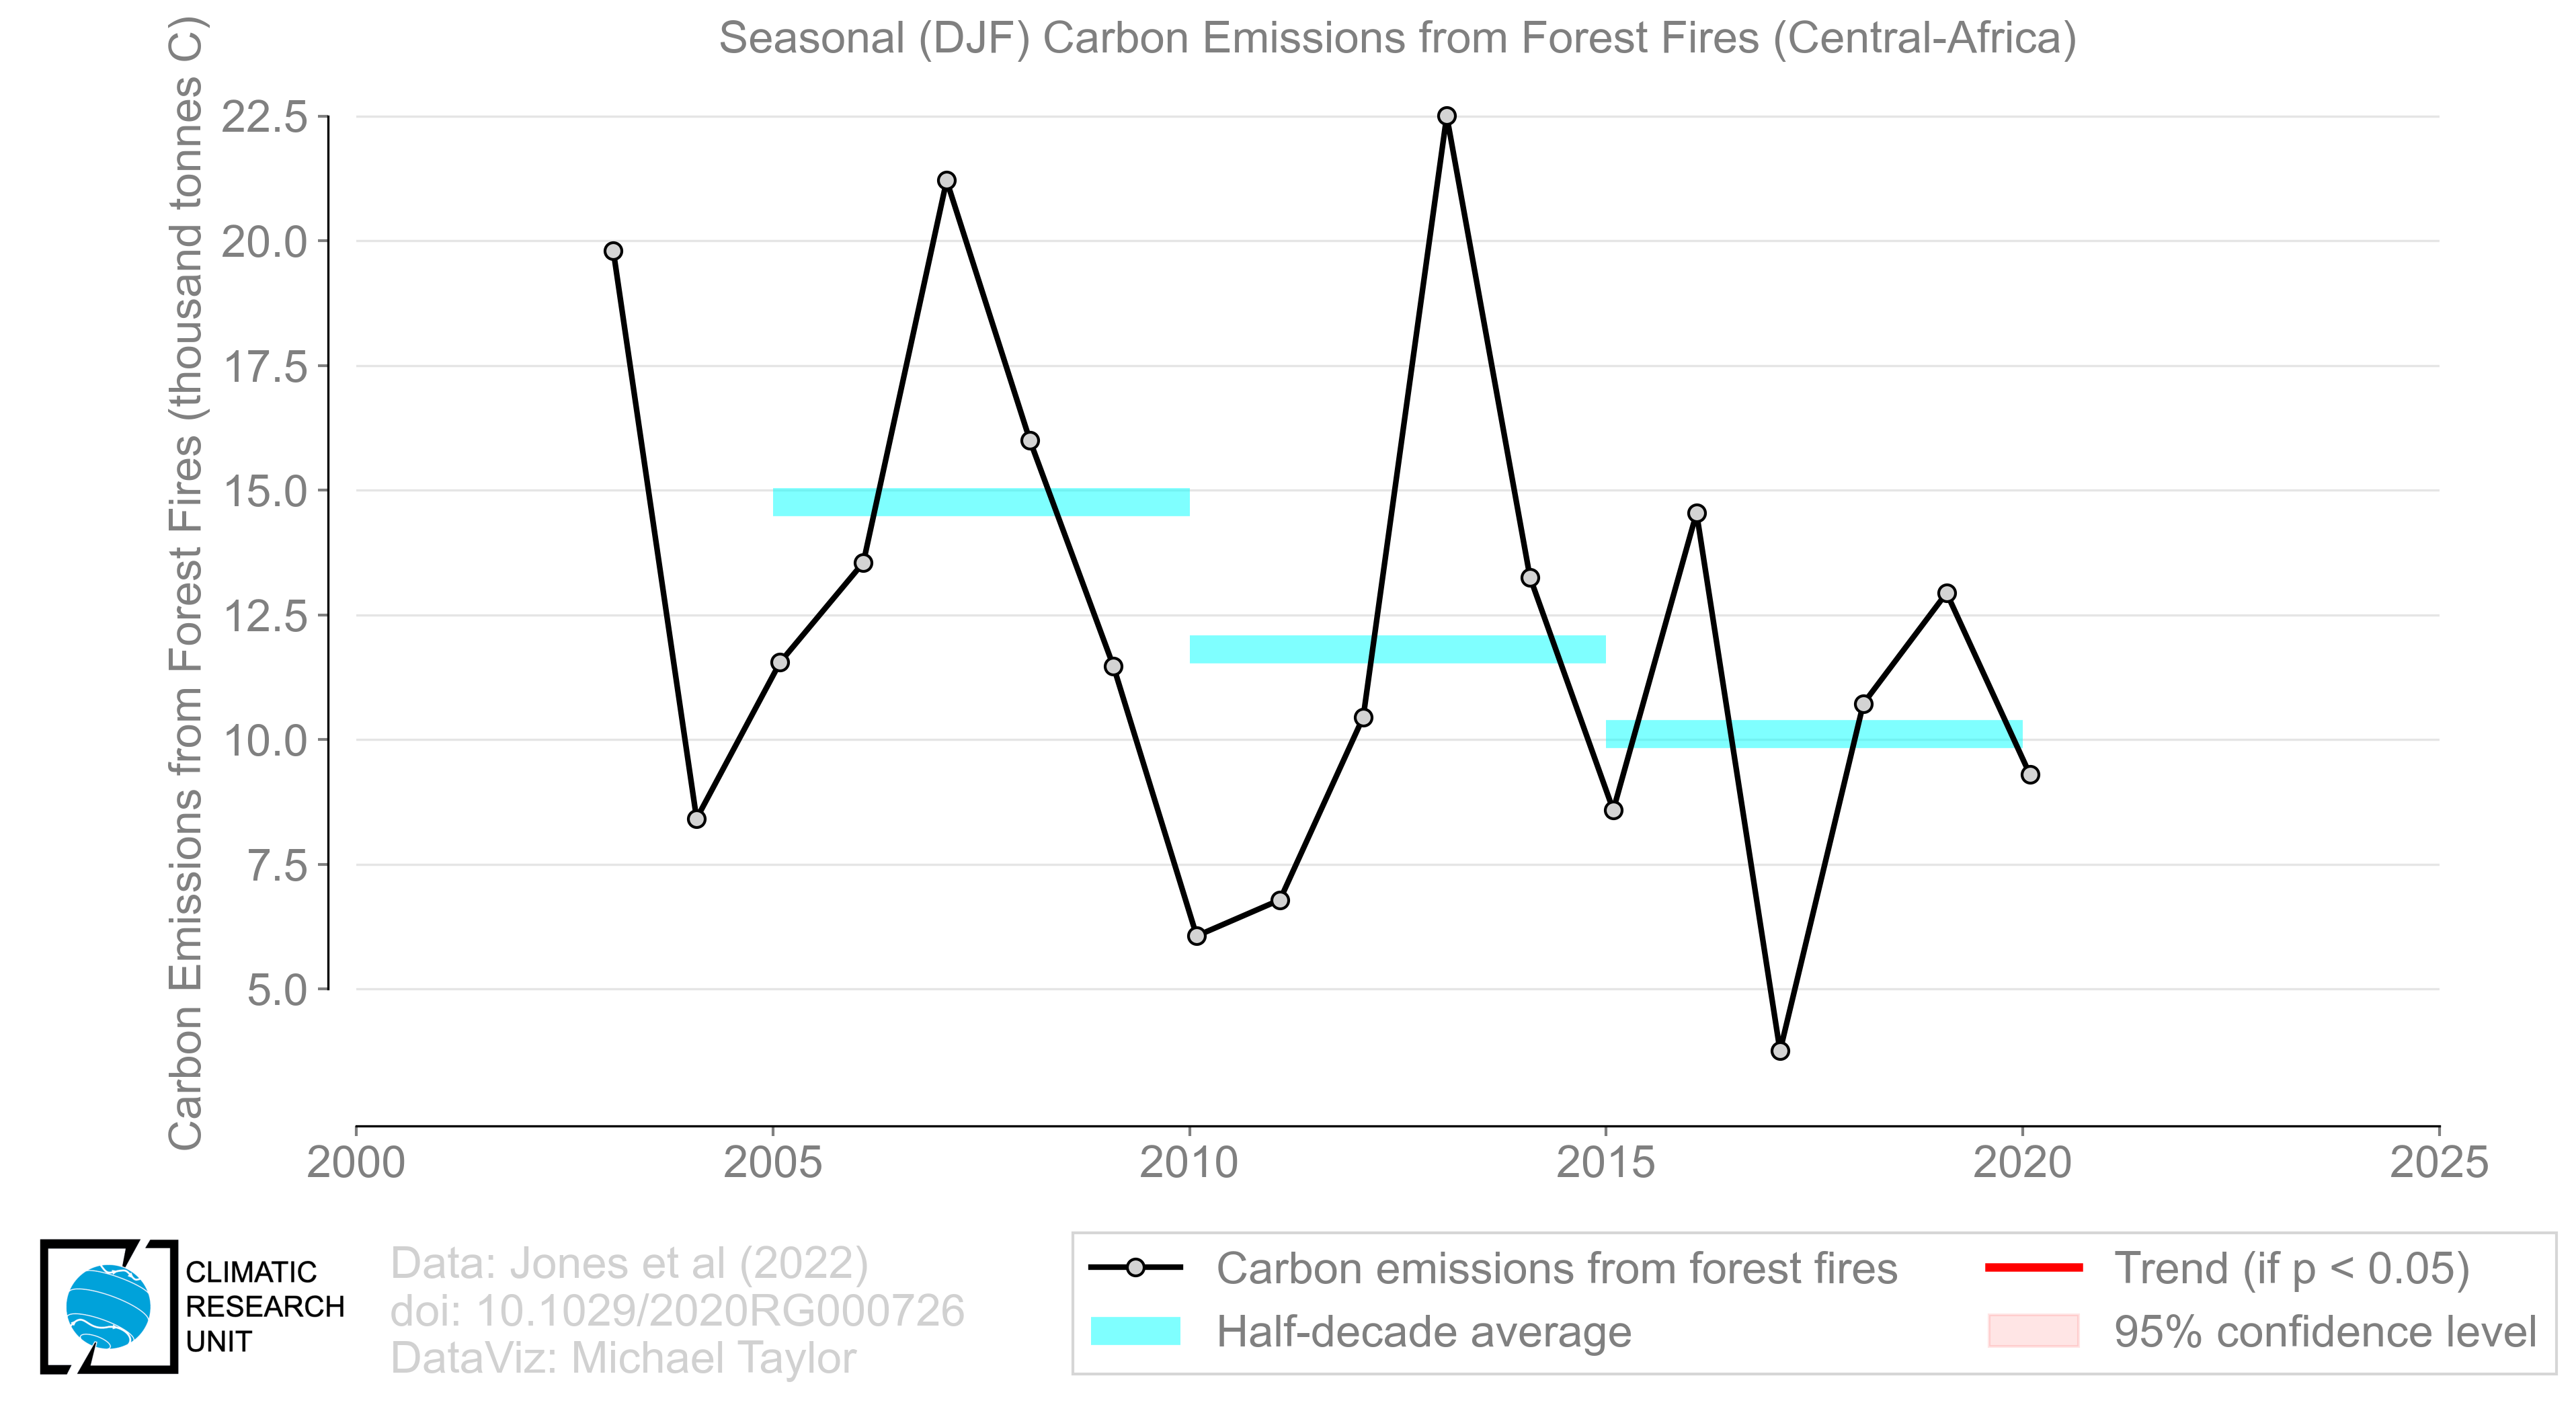 Seasonal (DJF) Carbon Emissions from Forest Fires (Central-Africa)
Carbon Emissions from Forest Fires (thousand tonnes C)
22.5
20.0
17.5
15.0
12.5
10.0
7.5
5.0
2000 2005 2010 2015 2020 2025
CLIMATIC
RESEARCH
UNIT
Data: Jones et al (2022)
doi: 10.1029/2020RG000726
DataViz: Michael Taylor
Carbon emissions from forest fires
Half-decade average
Trend (if p < 0.05)
95% confidence level